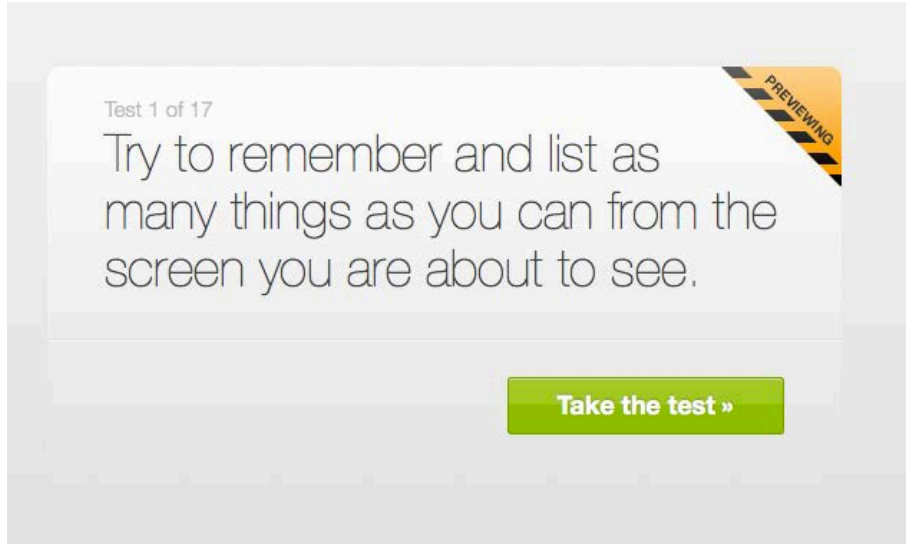 Test 1 of 17
PREVIEWING
Try to remember and list as
many things as you can from the
screen you are about to see.
Take the test »